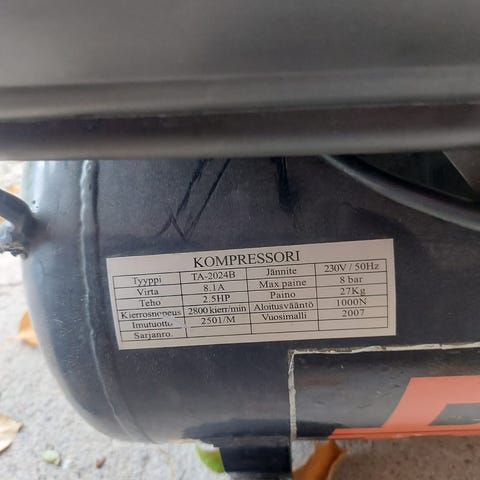 KOMPRESSORI
Tyyppi TA-2024B Jännite 230V / 50Hz
Virta 8.1A Max paine 8 bar
Teho 2.5HP Paino 27Kg
Kierrosnopeus 2800 kierr/min Aloitusvääntö 1000N
Imutuotto 2501/M Vuosimalli 2007
Sarjanro.